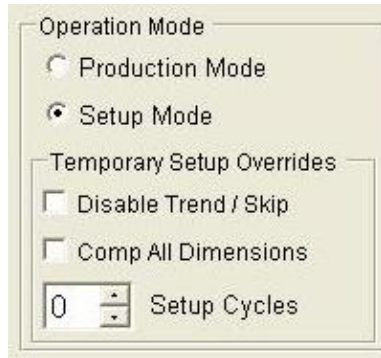 Operation Mode
Production Mode
Setup Mode
Temporary Setup Overrides
Disable Trend / Skip
Comp All Dimensions
0 Setup Cycles